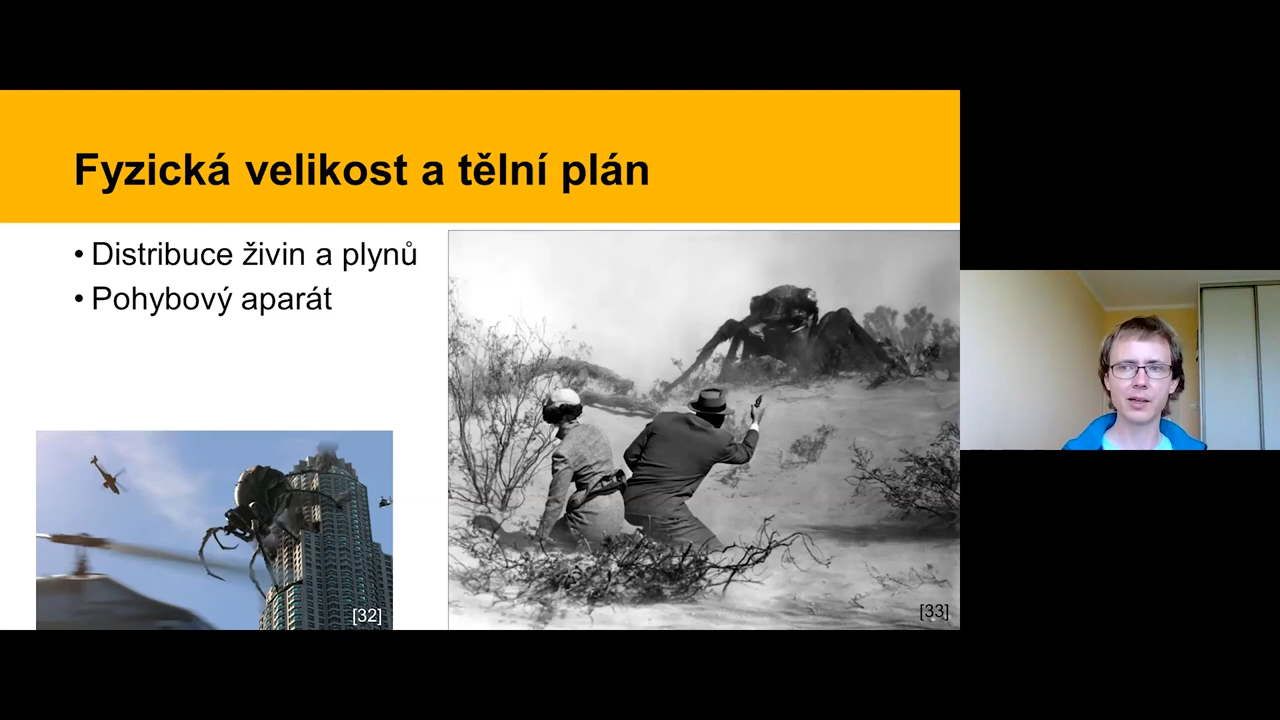 Fyzická velikost a tělní plán
• Distribuce živin a plynů
• Pohybový aparát
[32]
[33]